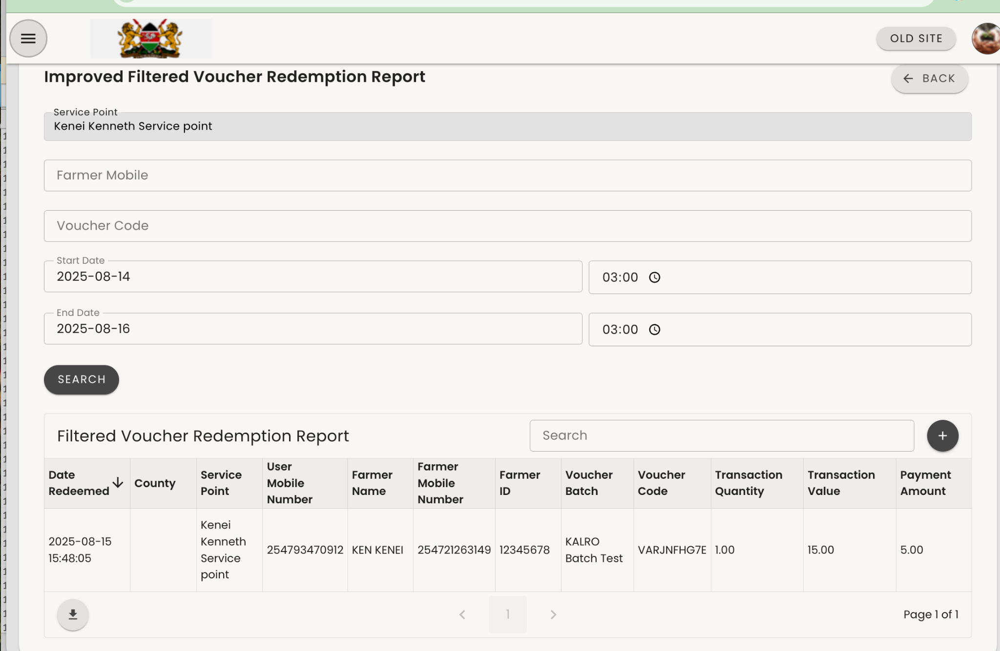 OLD SITE
Improved Filtered Voucher Redemption Report
BACK
Service Point
Kenei Kenneth Service point
Farmer Mobile
Voucher Code
Start Date
2025-08-14
03:00
End Date
2025-08-16
03:00
SEARCH
Filtered Voucher Redemption Report
Search
Date Redeemed
County
Service Point
User Mobile Number
Farmer Name
Farmer Mobile Number
Farmer ID
Voucher Batch
Voucher Code
Transaction Quantity
Transaction Value
Payment Amount
2025-08-15 15:48:05
Kenei Kenneth Service point
254793470912
KEN KENEI
254721263149
12345678
KALRO Batch Test
VARJNFHG7E
1.00
15.00
5.00
1
Page 1 of 1